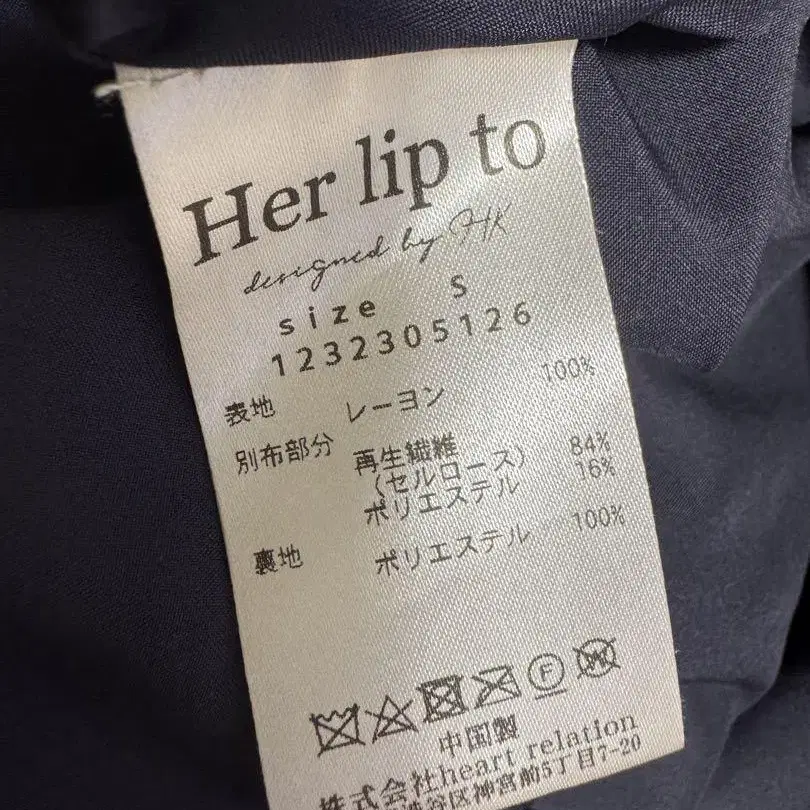 Her lip to
designed by HK
size S
1232305126
表地 レーヨン 100%
別布部分 再生繊維
(セルロース) 84%
ポリエステル 16%
裏地 ポリエステル 100%
F W
中国製
株式会社heart relation
渋谷区神宮前5丁目7-20